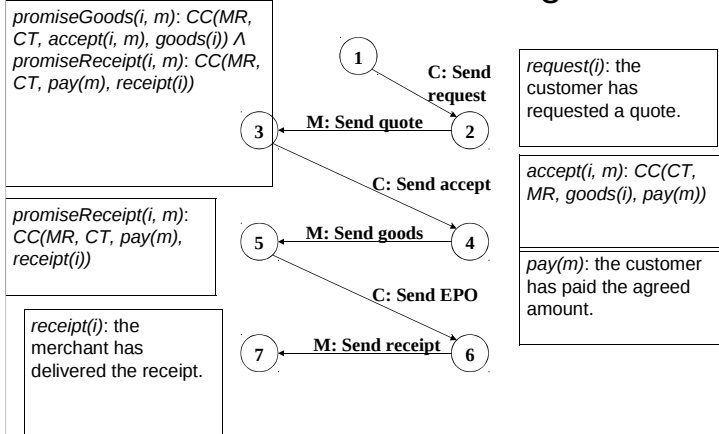 promiseGoods(i, m): CC(MR,
CT, accept(i, m), goods(i)) Λ
promiseReceipt(i, m): CC(MR,
CT, pay(m), receipt(i))
1
C: Send
request
request(i): the
customer has
requested a quote.
3
M: Send quote
2
C: Send accept
accept(i, m): CC(CT,
MR, goods(i), pay(m))
promiseReceipt(i, m):
CC(MR, CT, pay(m),
receipt(i))
5
M: Send goods
4
C: Send EPO
pay(m): the customer
has paid the agreed
amount.
receipt(i): the
merchant has
delivered the receipt.
7
M: Send receipt
6